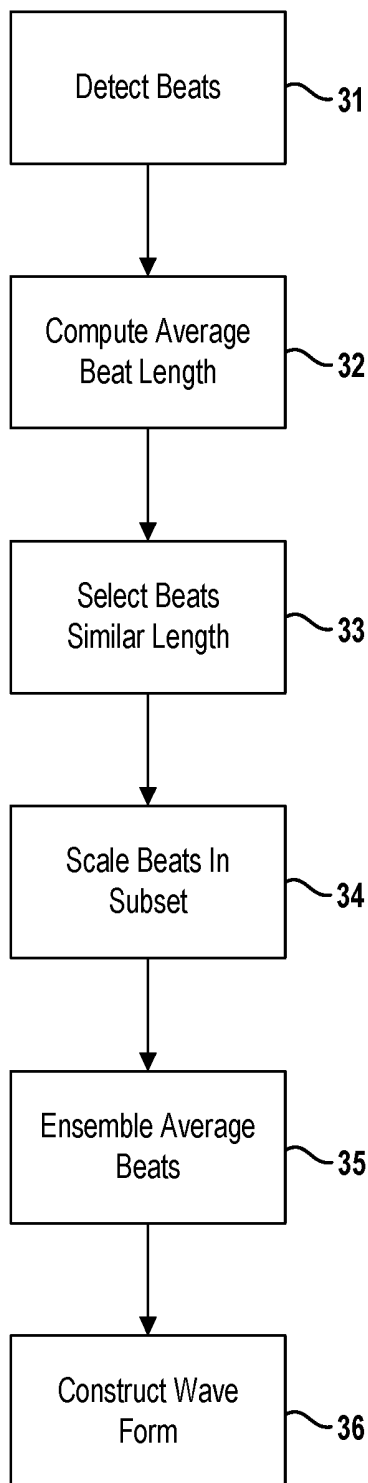 Detect Beats
31
Compute Average
Beat Length
32
Select Beats
Similar Length
33
Scale Beats In
Subset
34
Ensemble Average
Beats
35
Construct Wave
Form
36